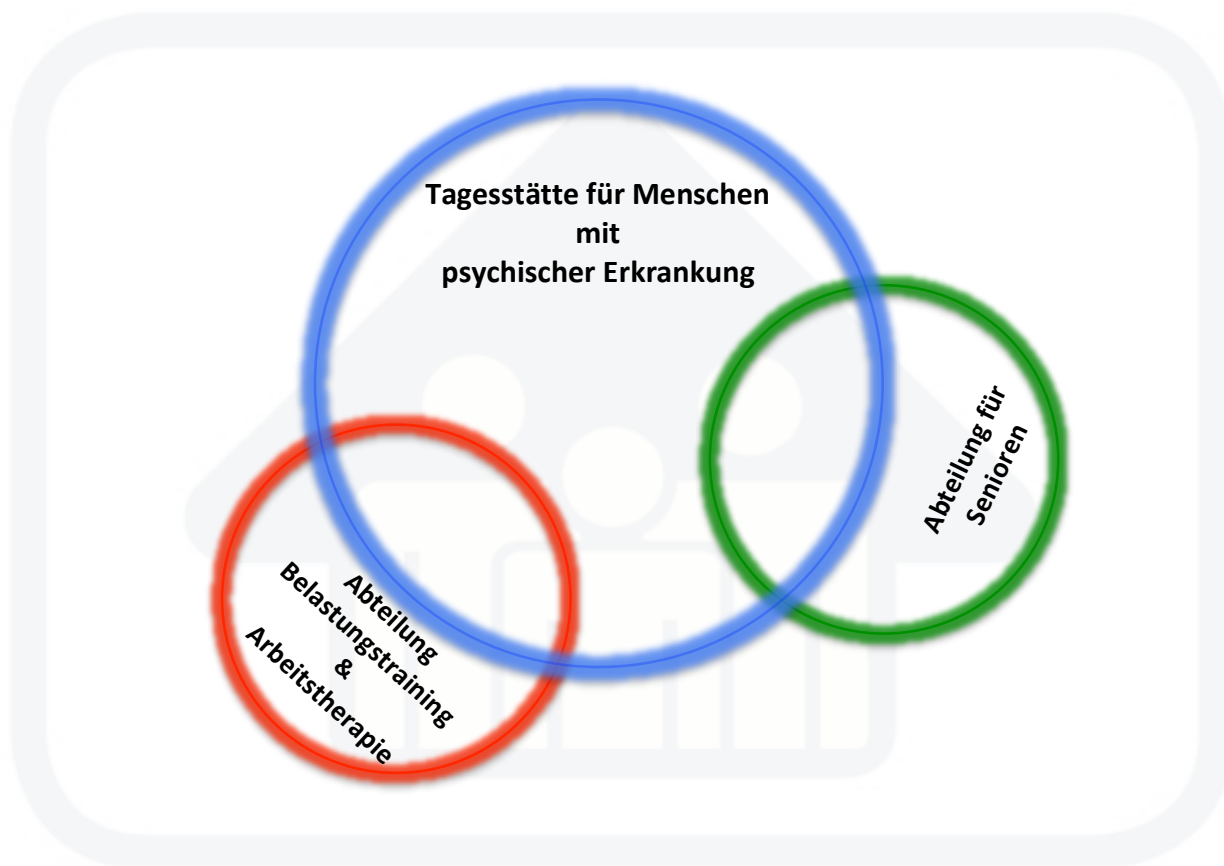 Tagesstätte für Menschen
mit
psychischer Erkrankung
Abteilung für
Senioren
Abteilung
Belastungstraining
&
Arbeitstherapie